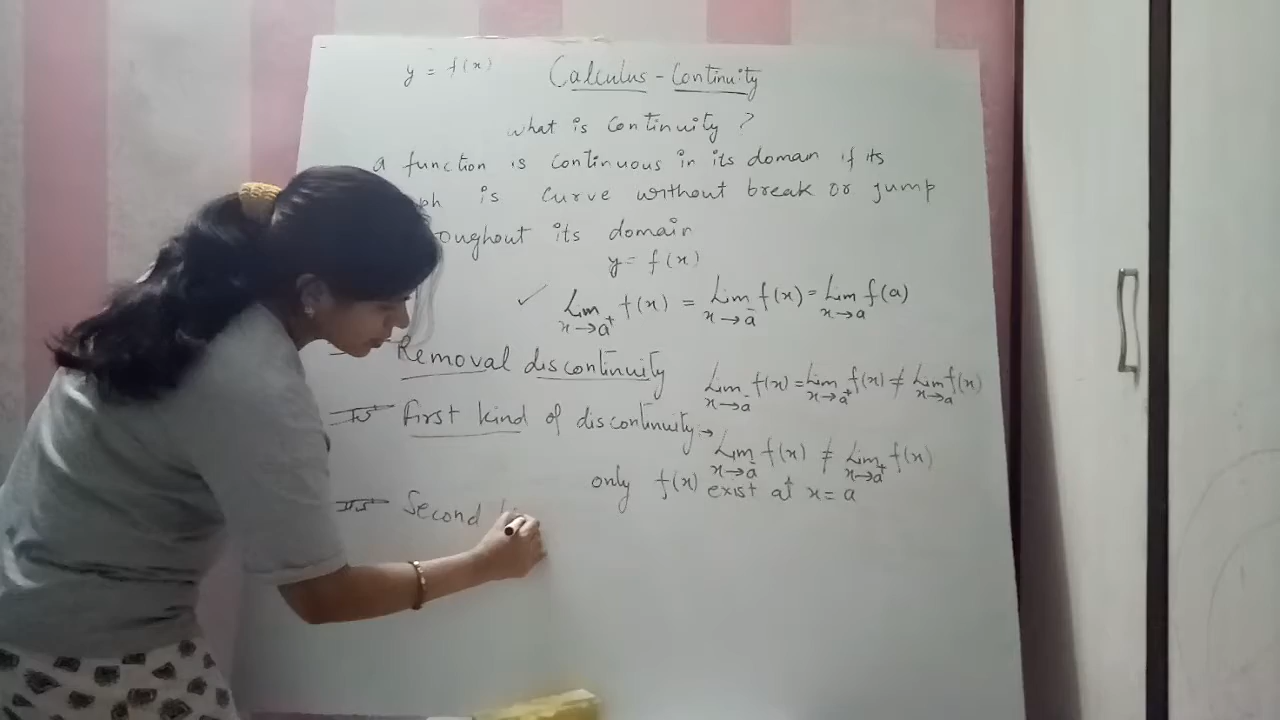 y = f(x) Calculus - Continuity
What is Continuity ?
a function is continuous in its domain if its
ph is curve without break or jump
oughout its domain
y = f(x)
✓ Lim x→a⁺ f(x) = Lim x→a⁻ f(x) = Lim x→a f(a)
Removal discontinuity Lim x→a⁻ f(x) = Lim x→a⁺ f(x) ≠ Lim x→a f(x)
First kind of discontinuity → Lim x→a⁻ f(x) ≠ Lim x→a⁺ f(x)
only f(x) exist at x = a
Second